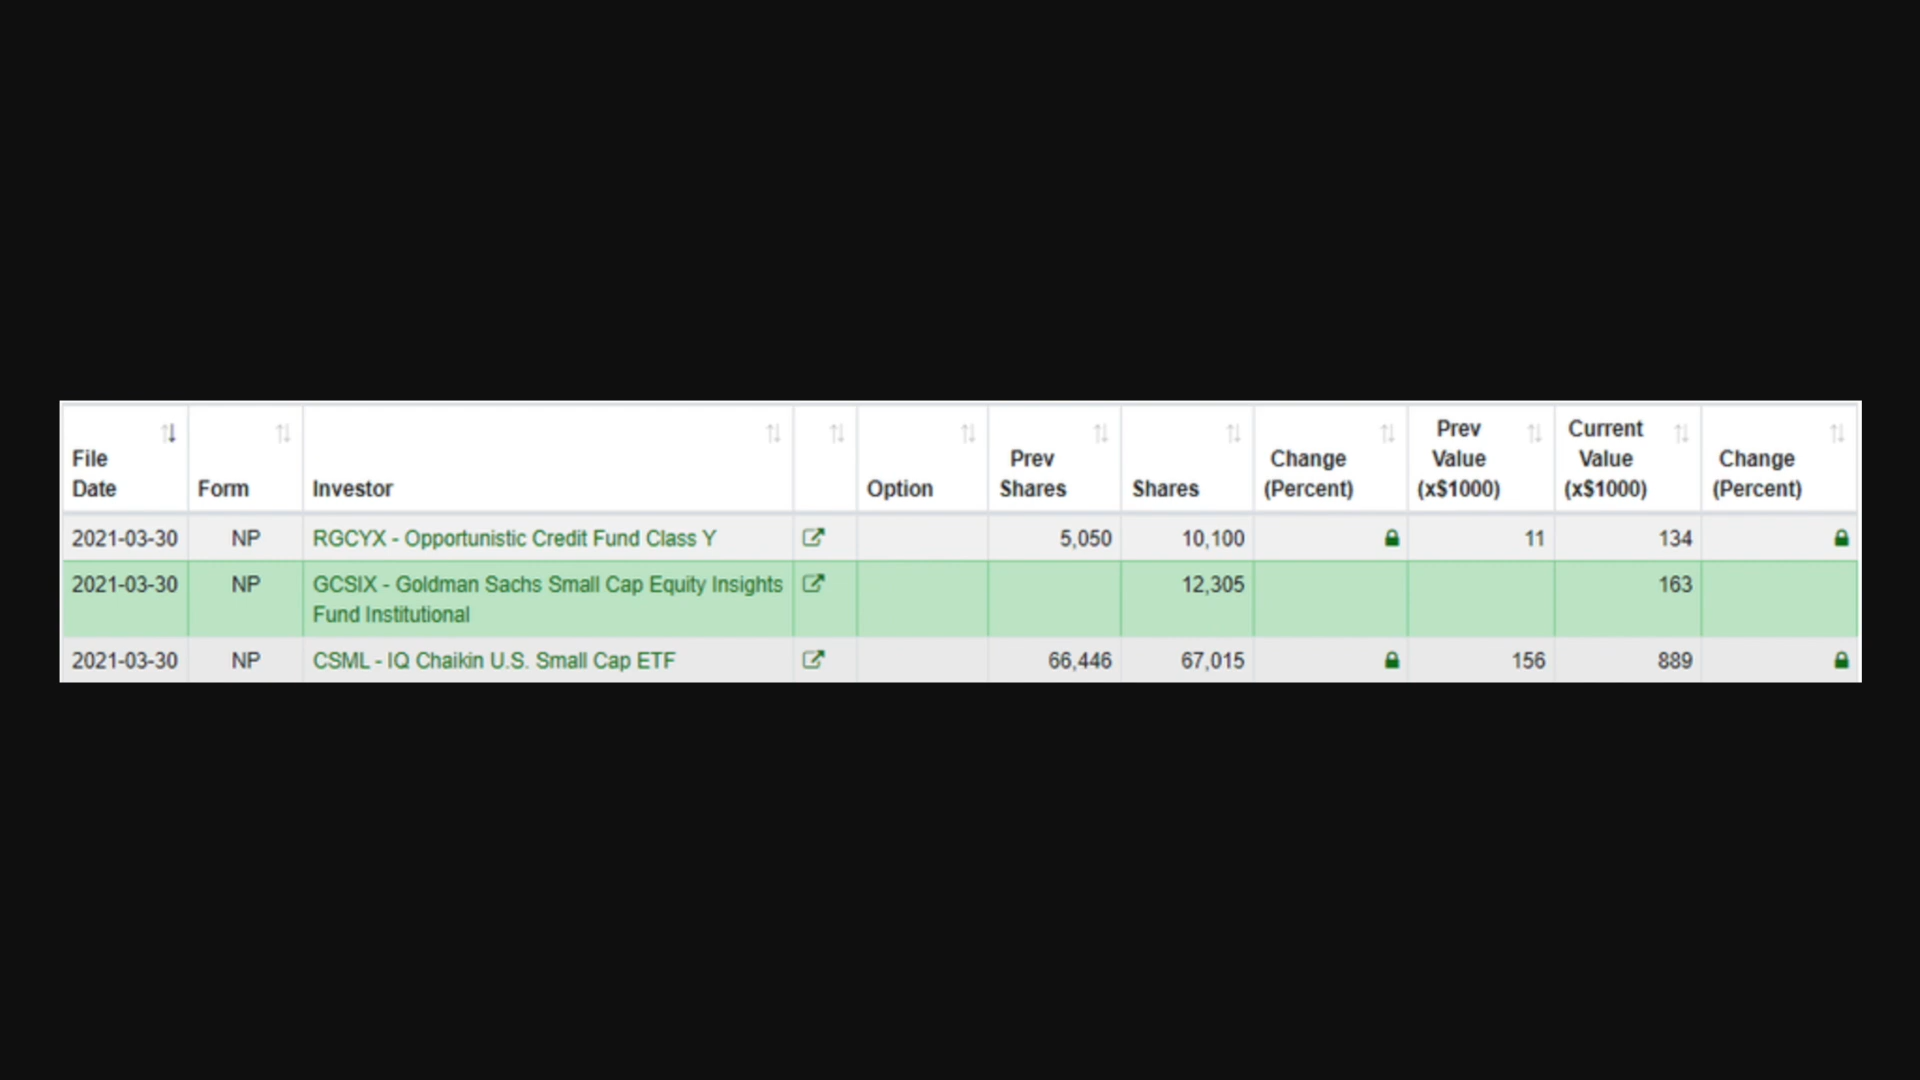 File Date Form Investor Option Prev Shares Shares Change (Percent) Prev Value (x$1000) Current Value (x$1000) Change (Percent)
2021-03-30 NP RGCYX - Opportunistic Credit Fund Class Y 5,050 10,100 11 134
2021-03-30 NP GCSIX - Goldman Sachs Small Cap Equity Insights Fund Institutional 12,305 163
2021-03-30 NP CSML - IQ Chaikin U.S. Small Cap ETF 66,446 67,015 156 889